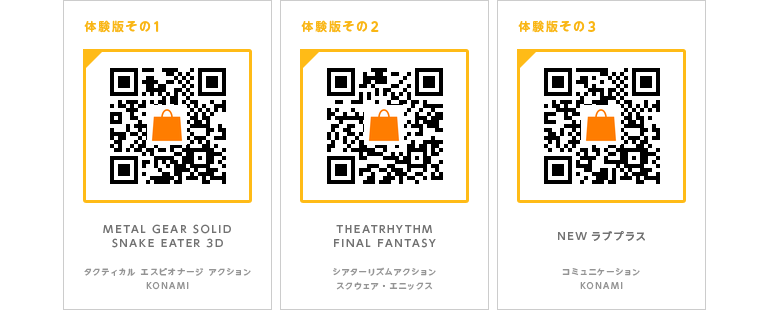 体験版その1
METAL GEAR SOLID
SNAKE EATER 3D
タクティカル エスピオナージ アクション
KONAMI
体験版その2
THEATRHYTHM
FINAL FANTASY
シアターリズムアクション
スクウェア・エニックス
体験版その3
NEW ラブプラス
コミュニケーション
KONAMI